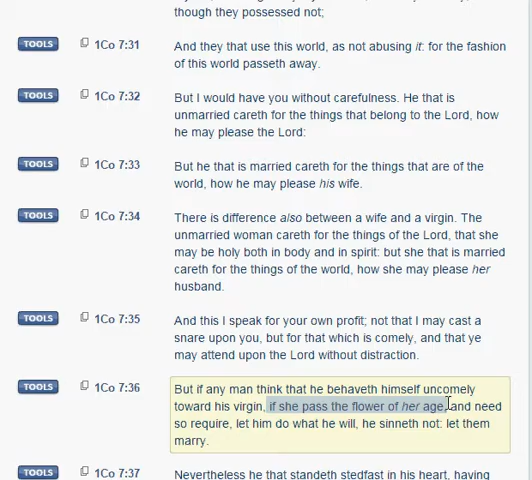 though they possessed not;
TOOLS 1Co 7:31 And they that use this world, as not abusing it: for the fashion
of this world passeth away.
TOOLS 1Co 7:32 But I would have you without carefulness. He that is
unmarried careth for the things that belong to the Lord, how
he may please the Lord:
TOOLS 1Co 7:33 But he that is married careth for the things that are of the
world, how he may please his wife.
TOOLS 1Co 7:34 There is difference also between a wife and a virgin. The
unmarried woman careth for the things of the Lord, that she
may be holy both in body and in spirit: but she that is married
careth for the things of the world, how she may please her
husband.
TOOLS 1Co 7:35 And this I speak for your own profit; not that I may cast a
snare upon you, but for that which is comely, and that ye
may attend upon the Lord without distraction.
TOOLS 1Co 7:36 But if any man think that he behaveth himself uncomely
toward his virgin, if she pass the flower of her age, and need
so require, let him do what he will, he sinneth not: let them
marry.
TOOLS 1Co 7:37 Nevertheless he that standeth stedfast in his heart, having